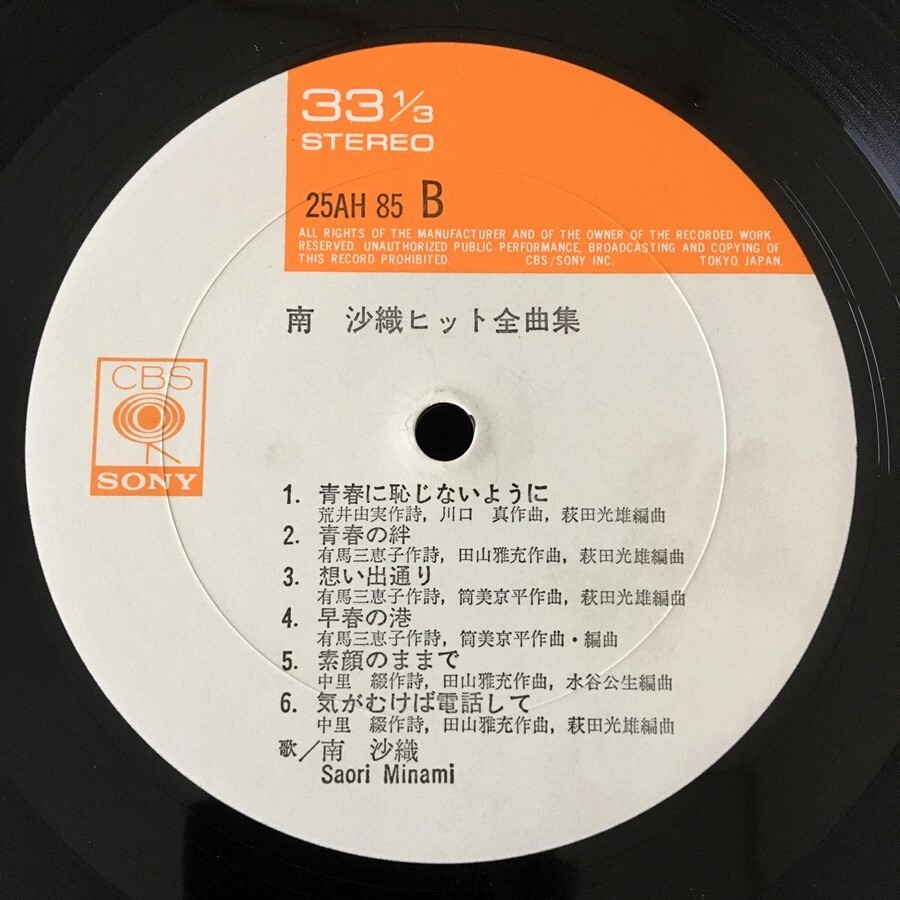 33 1/3
STEREO
25AH 85 B
ALL RIGHTS OF THE MANUFACTURER AND OF THE OWNER OF THE RECORDED WORK
RESERVED. UNAUTHORIZED PUBLIC PERFORMANCE, BROADCASTING AND COPYING OF
THIS RECORD PROHIBITED. CBS/SONY INC. TOKYO JAPAN.
南 沙織ヒット全曲集
CBS
SONY
1. 青春に恥じないように
荒井由実作詩, 川口 真作曲, 萩田光雄編曲
2. 青春の絆
有馬三恵子作詩, 田山雅充作曲, 萩田光雄編曲
3. 想い出通り
有馬三恵子作詩, 筒美京平作曲, 萩田光雄編曲
4. 早春の港
有馬三恵子作詩, 筒美京平作曲・編曲
5. 素顔のままで
中里 綴作詩, 田山雅充作曲, 水谷公生編曲
6. 気がむけば電話して
中里 綴作詩, 田山雅充作曲, 萩田光雄編曲
歌/南 沙織
Saori Minami